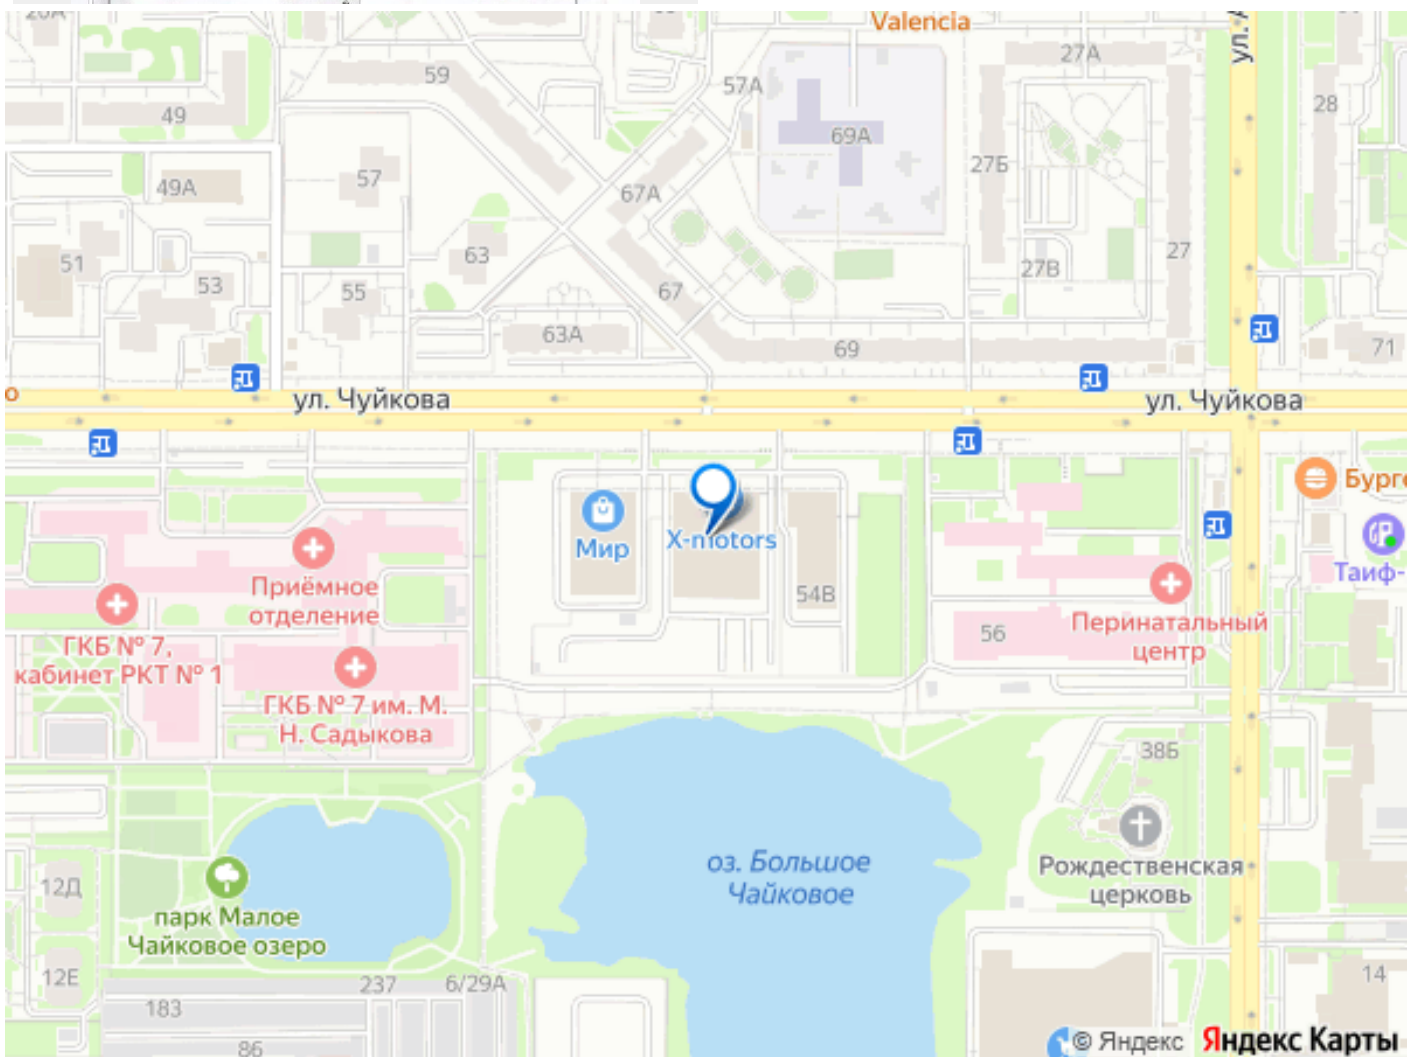 Valencia
27А
59
57А
49
28
69А
27Б
57
49А
67А
27
63
51
27В
53
55
67
63А
69
71
ул. Чуйкова
ул. Чуйкова
Мир
X-motors
Приёмное
отделение
54В
Таиф-
ГКБ № 7,
кабинет РКТ № 1
56
Перинатальный
центр
ГКБ № 7 им. М.
Н. Садыкова
38Б
оз. Большое
Чайковое
Рождественская
церковь
12Д
парк Малое
Чайковое озеро
12Е
237
6/29А
14
183
86
© Яндекс
Яндекс Карты